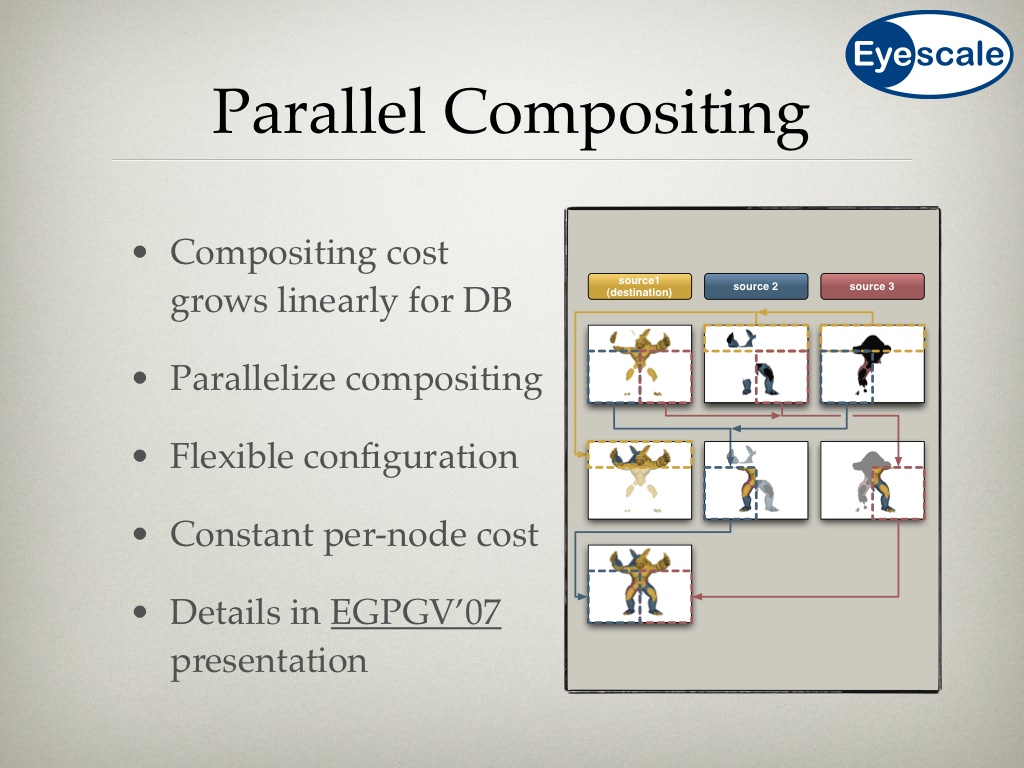 Eyescale
Parallel Compositing
• Compositing cost
grows linearly for DB
• Parallelize compositing
• Flexible configuration
• Constant per-node cost
• Details in EGPGV’07
presentation
source1
(destination)
source 2
source 3